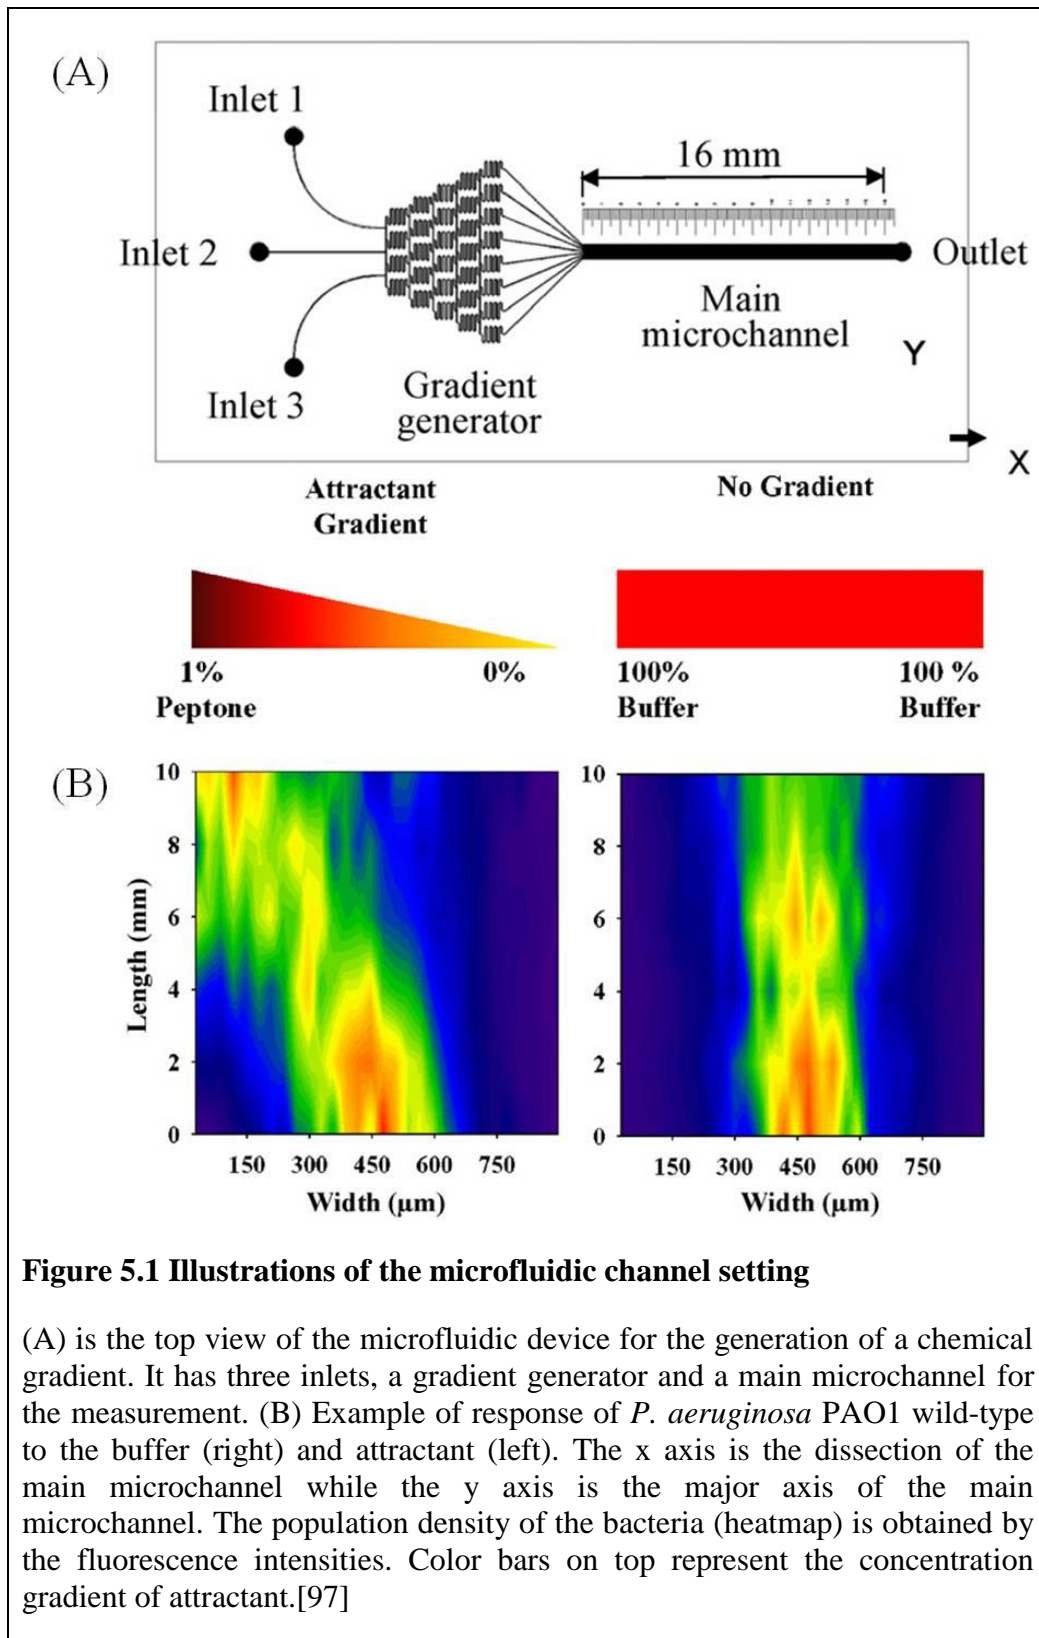 (A)
Inlet 1
16 mm
Inlet 2
Outlet
Main
microchannel
Y
Inlet 3
Gradient
generator
X
Attractant
Gradient
No Gradient
1%
0%
Peptone
100%
Buffer
100 %
Buffer
(B)
10
8
6
4
2
0
Length (mm)
150 300 450 600 750
Width (µm)
10
8
6
4
2
0
150 300 450 600 750
Width (µm)
Figure 5.1 Illustrations of the microfluidic channel setting
(A) is the top view of the microfluidic device for the generation of a chemical
gradient. It has three inlets, a gradient generator and a main microchannel for
the measurement. (B) Example of response of P. aeruginosa PAO1 wild-type
to the buffer (right) and attractant (left). The x axis is the dissection of the
main microchannel while the y axis is the major axis of the main
microchannel. The population density of the bacteria (heatmap) is obtained by
the fluorescence intensities. Color bars on top represent the concentration
gradient of attractant.[97]